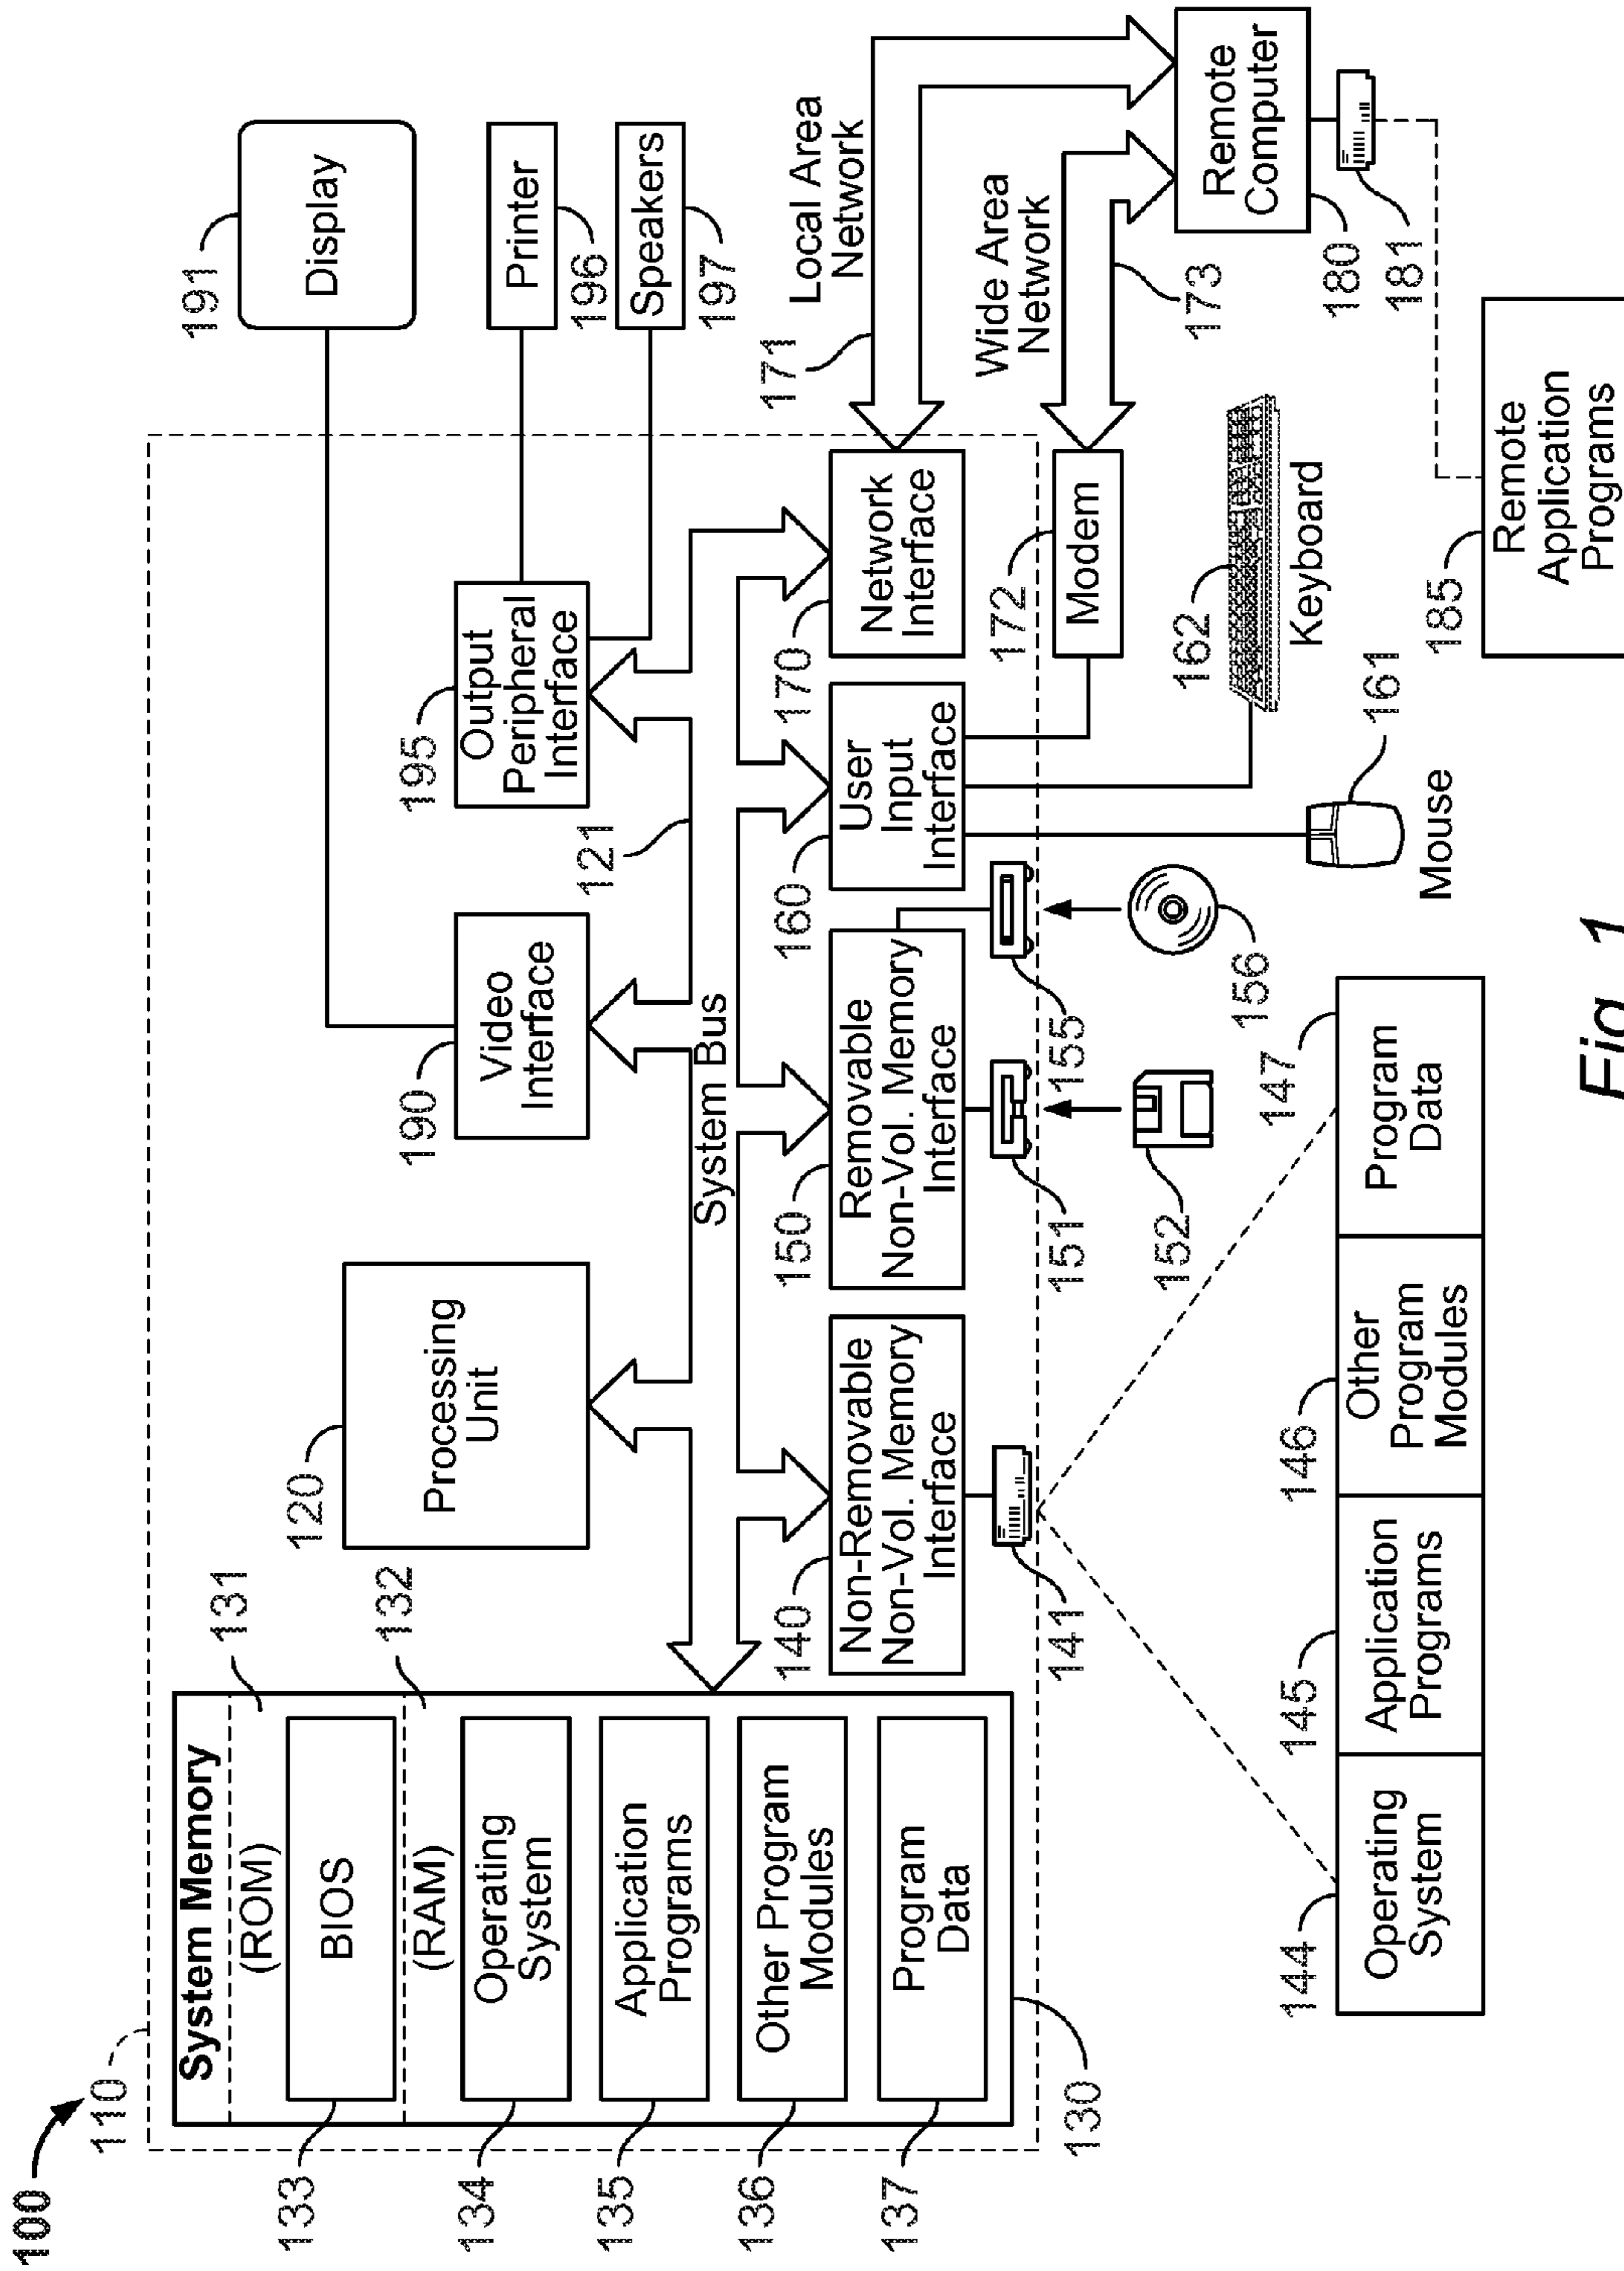 100
110
System Memory
(ROM)
131
133
BIOS
(RAM)
132
134
Operating
System
135
Application
Programs
136
Other Program
Modules
137
Program
Data
130
120
Processing
Unit
190
Video
Interface
195
Output
Peripheral
Interface
191
Display
Printer
196
Speakers
197
121
System Bus
140
Non-Removable
Non-Vol. Memory
Interface
150
Removable
Non-Vol. Memory
Interface
160
User
Input
Interface
170
Network
Interface
171
Local Area
Network
141
151
155
152
156
172
Modem
Wide Area
Network
173
Remote
Computer
180
181
162
Keyboard
161
Mouse
144
Operating
System
145
Application
Programs
146
Other
Program
Modules
147
Program
Data
185
Remote
Application
Programs
Fig. 1